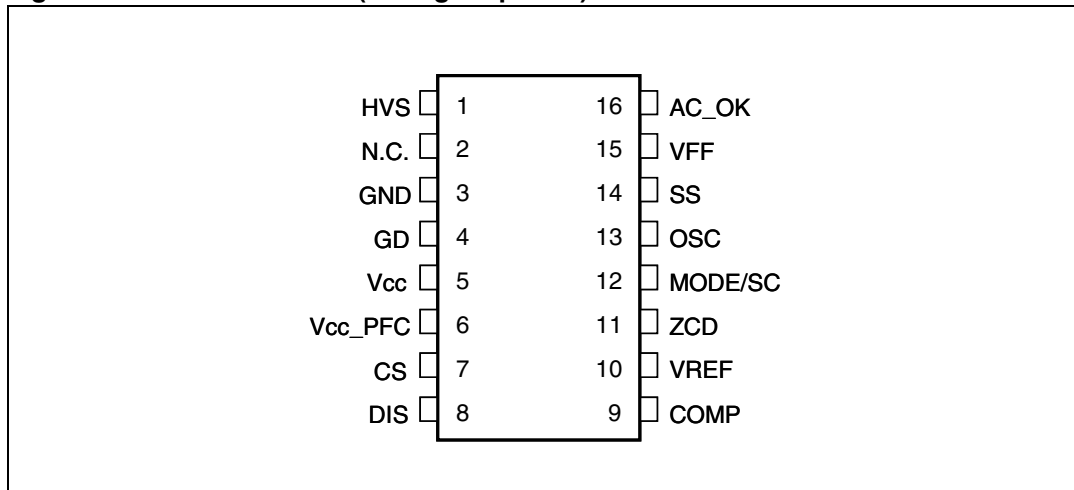 HVS 1 16 AC_OK
N.C. 2 15 VFF
GND 3 14 SS
GD 4 13 OSC
Vcc 5 12 MODE/SC
Vcc_PFC 6 11 ZCD
CS 7 10 VREF
DIS 8 9 COMP